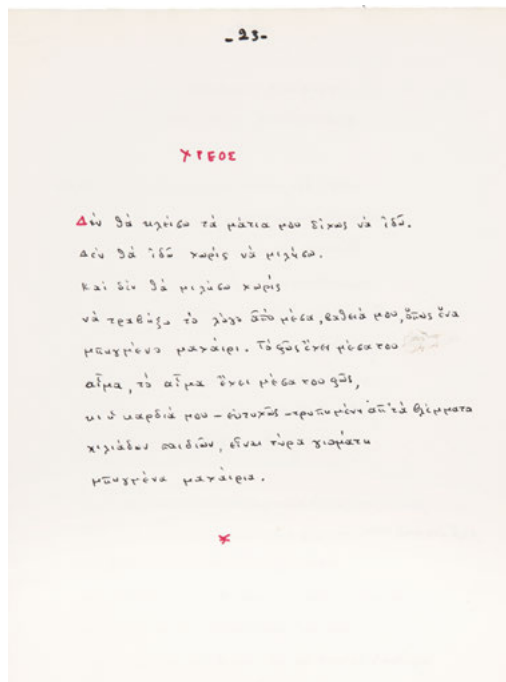 - 23 -
ΧΡΕΟΣ
Δὲν θὰ κλείσω τὰ μάτια μου δίχως νὰ ἰδῶ.
Δὲν θὰ ἰδῶ χωρὶς νὰ μιλήσω.
Καὶ δὲν θὰ μιλήσω χωρὶς
νὰ τραβήξω τὸ λόγο ἀπὸ μέσα, βαθειά μου, ὅπως ἕνα
μπηγμένο μαχαίρι. Τὸ φῶς ἔχει μέσα του
αἷμα, τὸ αἷμα ἔχει μέσα του φῶς,
κι ἡ καρδιά μου – εὐτυχῶς – τρυπημένη ἀπ' τὰ βλέμματα
χιλιάδων παιδιῶν, εἶναι τώρα γιομάτη
μπηγμένα μαχαίρια.
*